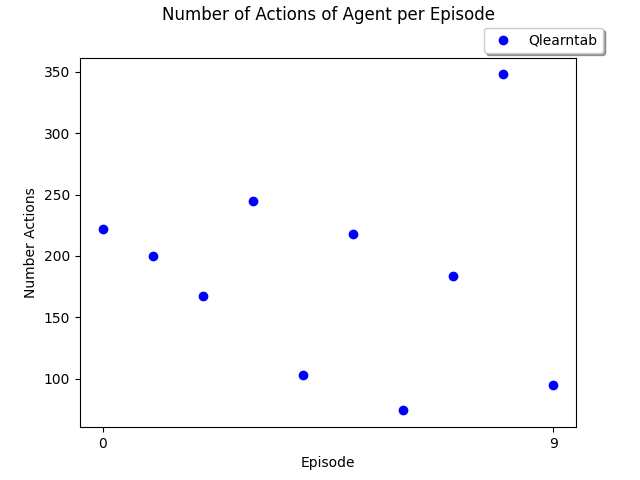 Number of Actions of Agent per Episode
Qlearntab
350
300
250
200
150
100
Number Actions
0
9
Episode